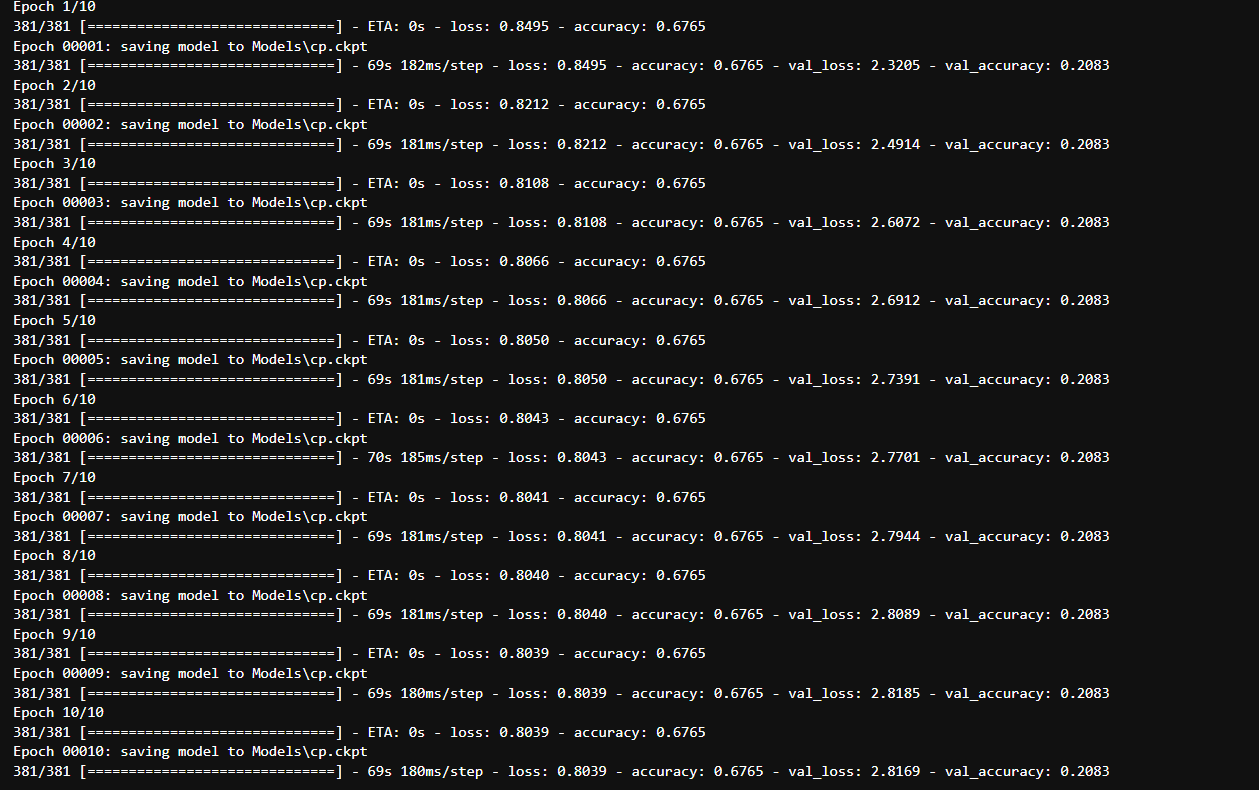 Epoch 1/10
381/381 [==============================] - ETA: 0s - loss: 0.8495 - accuracy: 0.6765
Epoch 00001: saving model to Models\cp.ckpt
381/381 [==============================] - 69s 182ms/step - loss: 0.8495 - accuracy: 0.6765 - val_loss: 2.3205 - val_accuracy: 0.2083
Epoch 2/10
381/381 [==============================] - ETA: 0s - loss: 0.8212 - accuracy: 0.6765
Epoch 00002: saving model to Models\cp.ckpt
381/381 [==============================] - 69s 181ms/step - loss: 0.8212 - accuracy: 0.6765 - val_loss: 2.4914 - val_accuracy: 0.2083
Epoch 3/10
381/381 [==============================] - ETA: 0s - loss: 0.8108 - accuracy: 0.6765
Epoch 00003: saving model to Models\cp.ckpt
381/381 [==============================] - 69s 181ms/step - loss: 0.8108 - accuracy: 0.6765 - val_loss: 2.6072 - val_accuracy: 0.2083
Epoch 4/10
381/381 [==============================] - ETA: 0s - loss: 0.8066 - accuracy: 0.6765
Epoch 00004: saving model to Models\cp.ckpt
381/381 [==============================] - 69s 181ms/step - loss: 0.8066 - accuracy: 0.6765 - val_loss: 2.6912 - val_accuracy: 0.2083
Epoch 5/10
381/381 [==============================] - ETA: 0s - loss: 0.8050 - accuracy: 0.6765
Epoch 00005: saving model to Models\cp.ckpt
381/381 [==============================] - 69s 181ms/step - loss: 0.8050 - accuracy: 0.6765 - val_loss: 2.7391 - val_accuracy: 0.2083
Epoch 6/10
381/381 [==============================] - ETA: 0s - loss: 0.8043 - accuracy: 0.6765
Epoch 00006: saving model to Models\cp.ckpt
381/381 [==============================] - 70s 185ms/step - loss: 0.8043 - accuracy: 0.6765 - val_loss: 2.7701 - val_accuracy: 0.2083
Epoch 7/10
381/381 [==============================] - ETA: 0s - loss: 0.8041 - accuracy: 0.6765
Epoch 00007: saving model to Models\cp.ckpt
381/381 [==============================] - 69s 181ms/step - loss: 0.8041 - accuracy: 0.6765 - val_loss: 2.7944 - val_accuracy: 0.2083
Epoch 8/10
381/381 [==============================] - ETA: 0s - loss: 0.8040 - accuracy: 0.6765
Epoch 00008: saving model to Models\cp.ckpt
381/381 [==============================] - 69s 181ms/step - loss: 0.8040 - accuracy: 0.6765 - val_loss: 2.8089 - val_accuracy: 0.2083
Epoch 9/10
381/381 [==============================] - ETA: 0s - loss: 0.8039 - accuracy: 0.6765
Epoch 00009: saving model to Models\cp.ckpt
381/381 [==============================] - 69s 180ms/step - loss: 0.8039 - accuracy: 0.6765 - val_loss: 2.8185 - val_accuracy: 0.2083
Epoch 10/10
381/381 [==============================] - ETA: 0s - loss: 0.8039 - accuracy: 0.6765
Epoch 00010: saving model to Models\cp.ckpt
381/381 [==============================] - 69s 180ms/step - loss: 0.8039 - accuracy: 0.6765 - val_loss: 2.8169 - val_accuracy: 0.2083